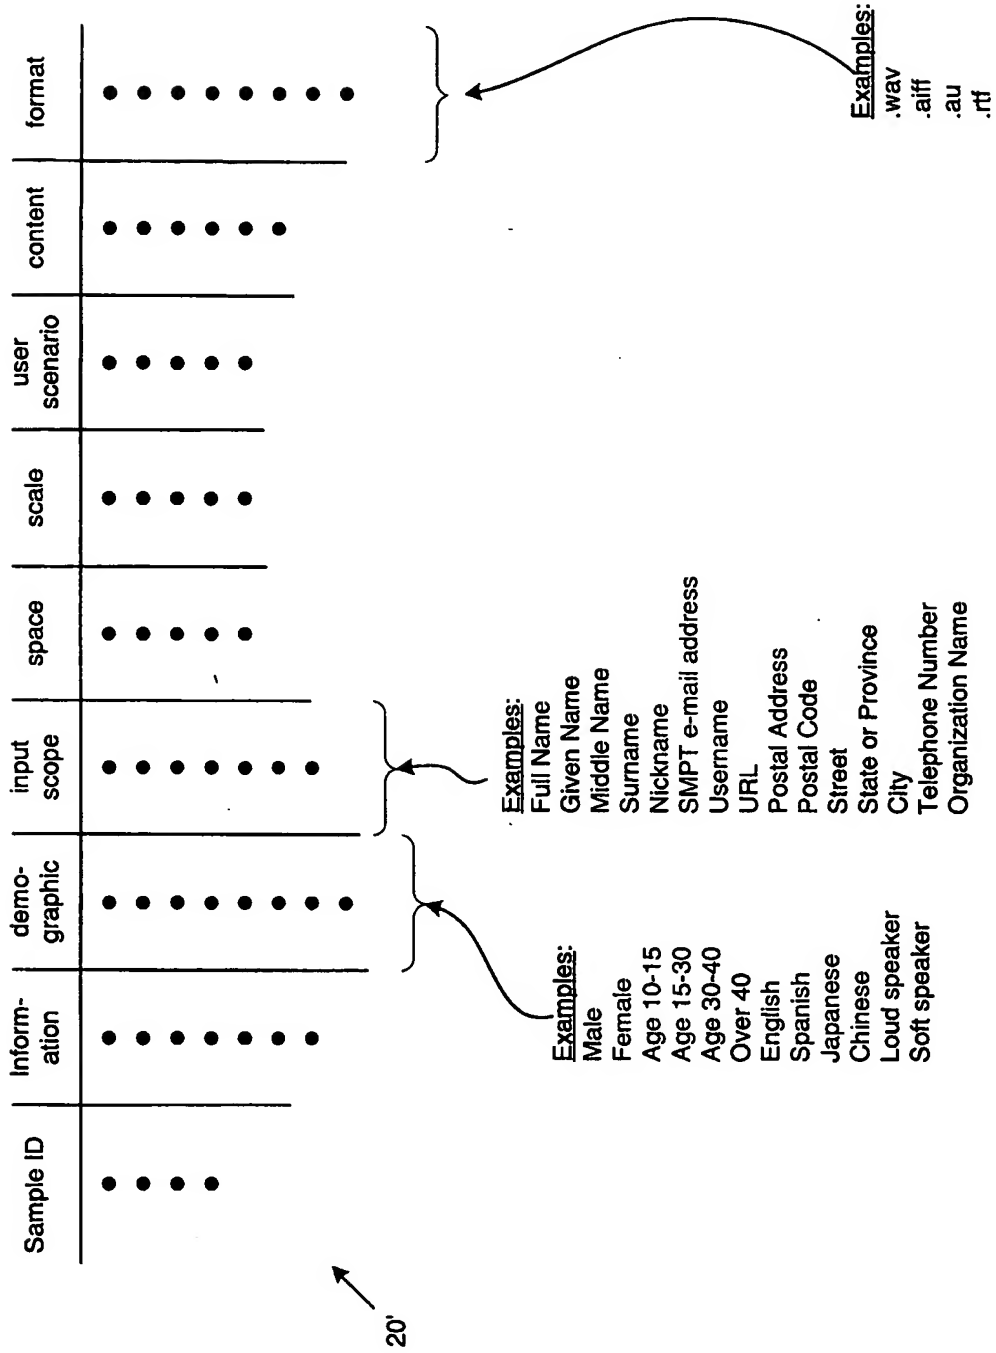 Sample ID
Inform-
ation
demo-
graphic
input
scope
space
scale
user
scenario
content
format
20'
Examples:
Male
Female
Age 10-15
Age 15-30
Age 30-40
Over 40
English
Spanish
Japanese
Chinese
Loud speaker
Soft speaker
Examples:
Full Name
Given Name
Middle Name
Surname
Nickname
SMPT e-mail address
Username
URL
Postal Address
Postal Code
Street
State or Province
City
Telephone Number
Organization Name
Examples:
.wav
.aiff
.au
.rtf